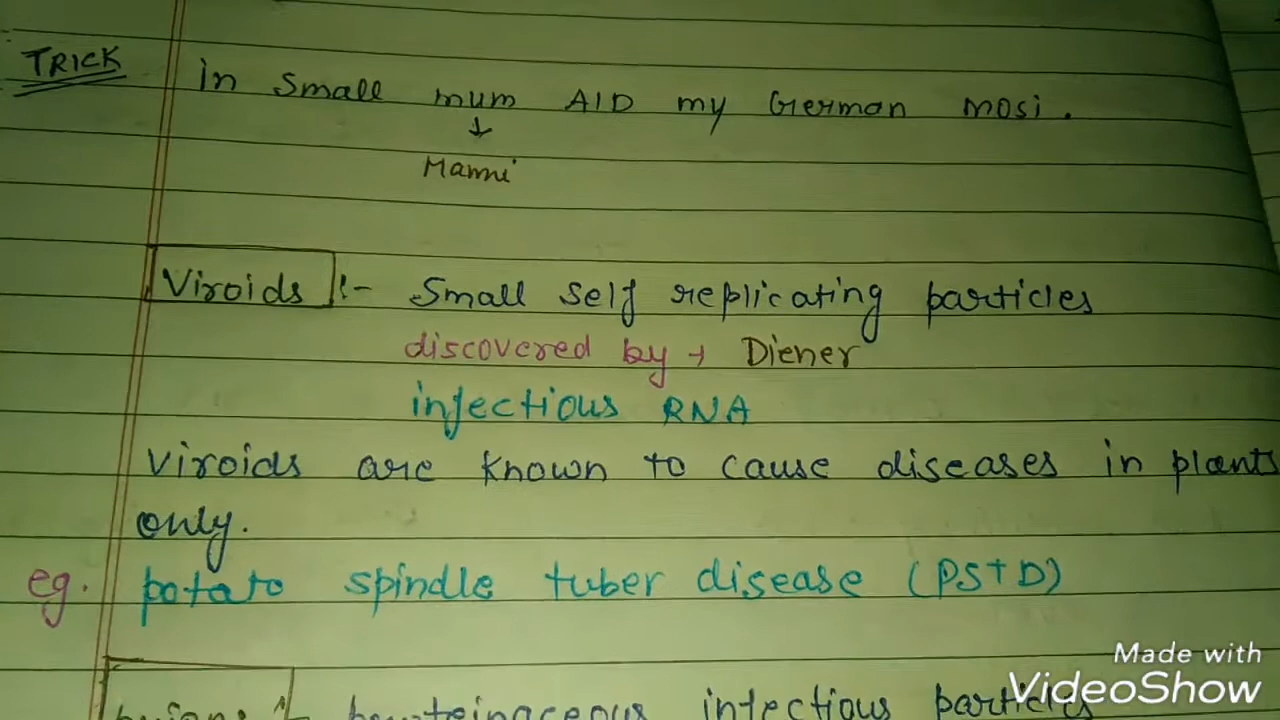 TRICK In Small mum AID my German mosi.
↓
Mammi
Viroids :- Small self replicating particles
discovered by → Diener
infectious RNA
Viroids are known to cause diseases in plants
only.
eg. potato spindle tuber disease (PSTD)
infectious particles
Made with
VideoShow